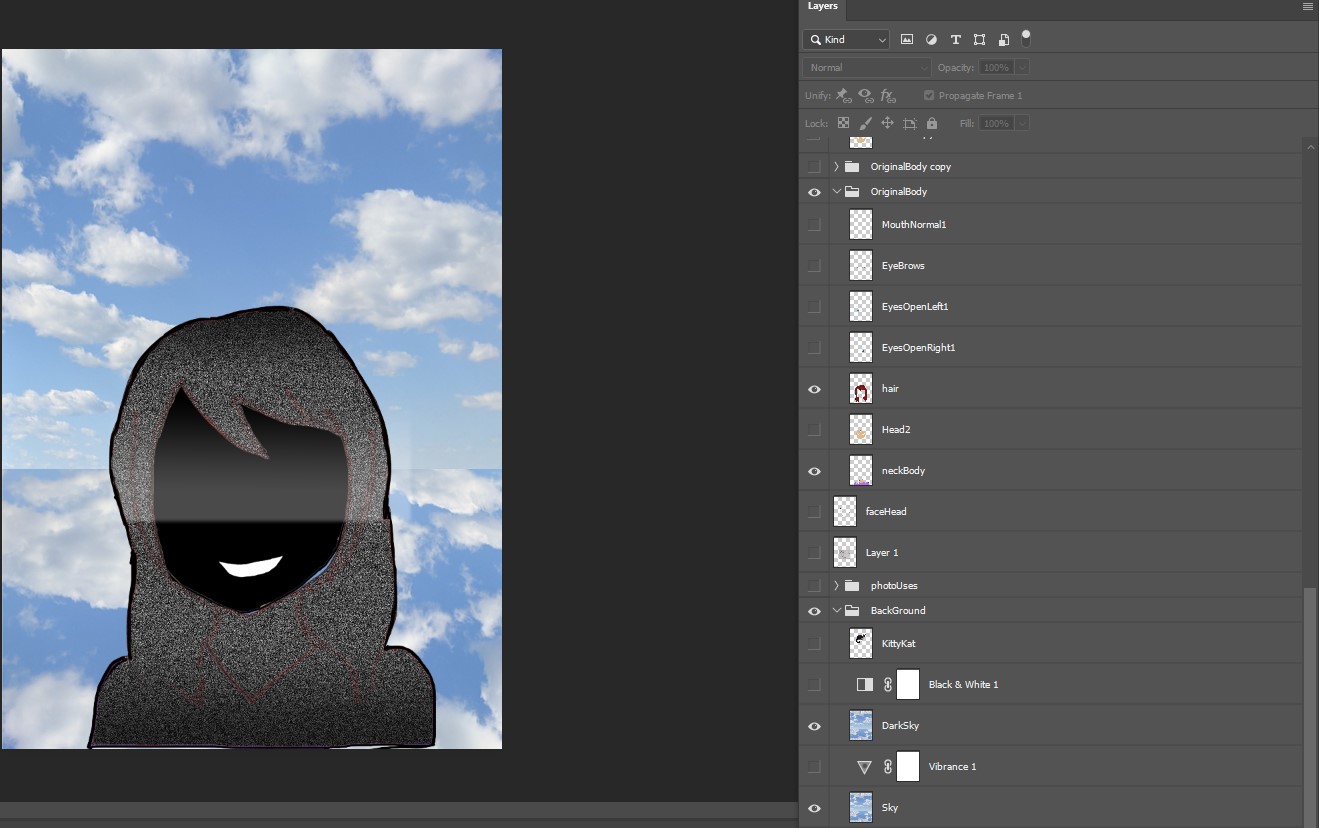 Layers
Kind
Normal
Opacity: 100%
Unify:
Propagate Frame 1
Lock:
Fill: 100%
OriginalBody copy
OriginalBody
MouthNormal1
EyeBrows
EyesOpenLeft1
EyesOpenRight1
hair
Head2
neckBody
faceHead
Layer 1
photoUses
BackGround
KittyKat
Black & White 1
DarkSky
Vibrance 1
Sky